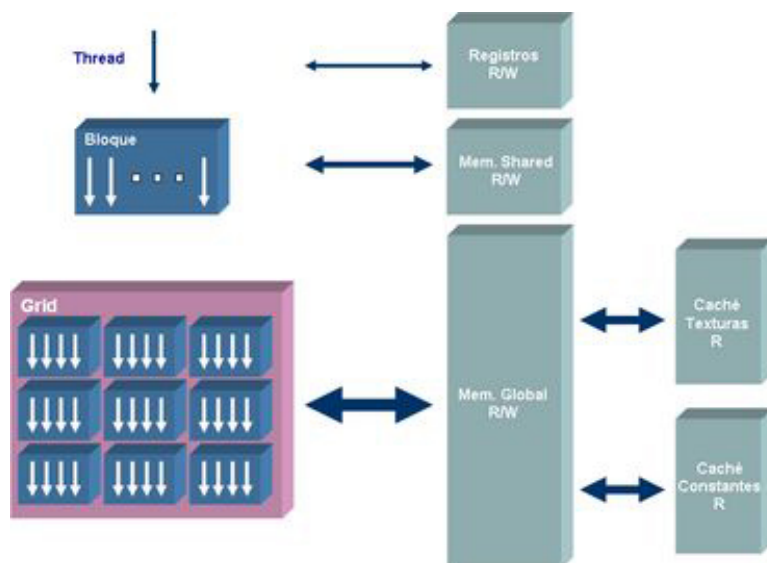 Thread
Registros
R/W
Bloque
Mem. Shared
R/W
Grid
Mem. Global
R/W
Caché
Texturas
R
Caché
Constantes
R